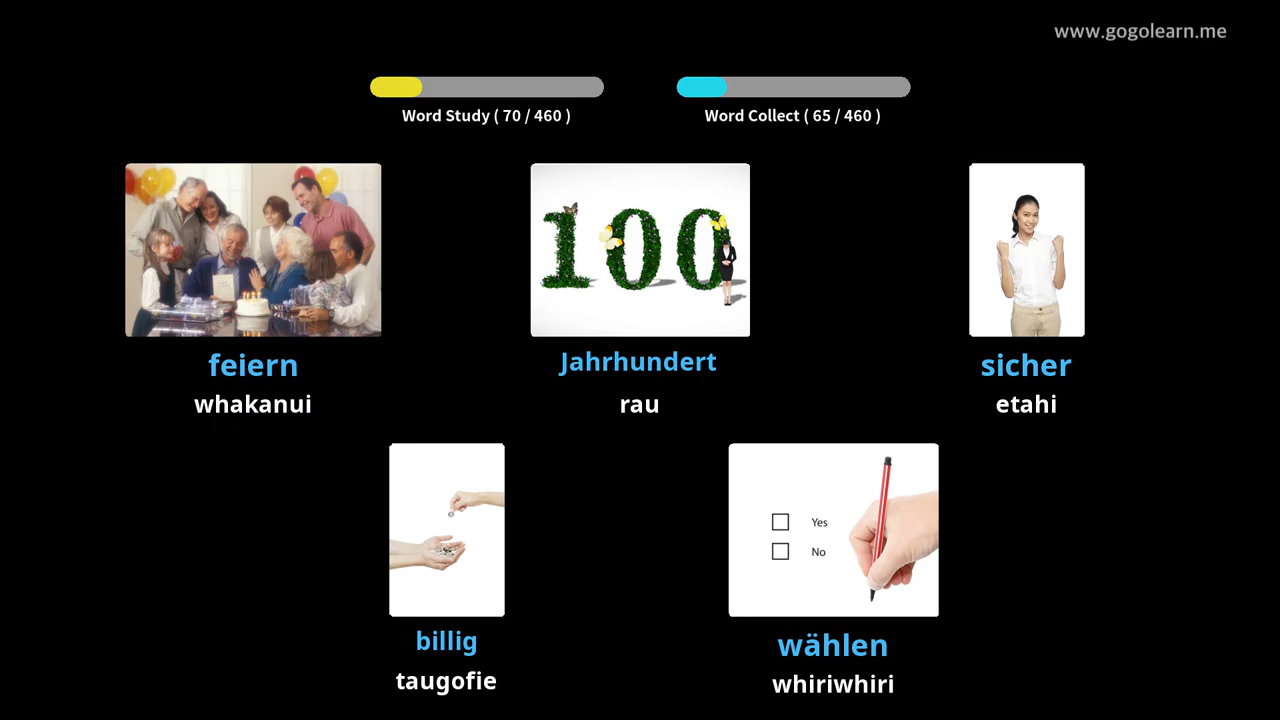 www.gogolearn.me
Word Study ( 70 / 460 )
Word Collect ( 65 / 460 )
100
feiern
whakanui
Jahrhundert
rau
sicher
etahi
Yes
No
billig
taugofie
wählen
whiriwhiri